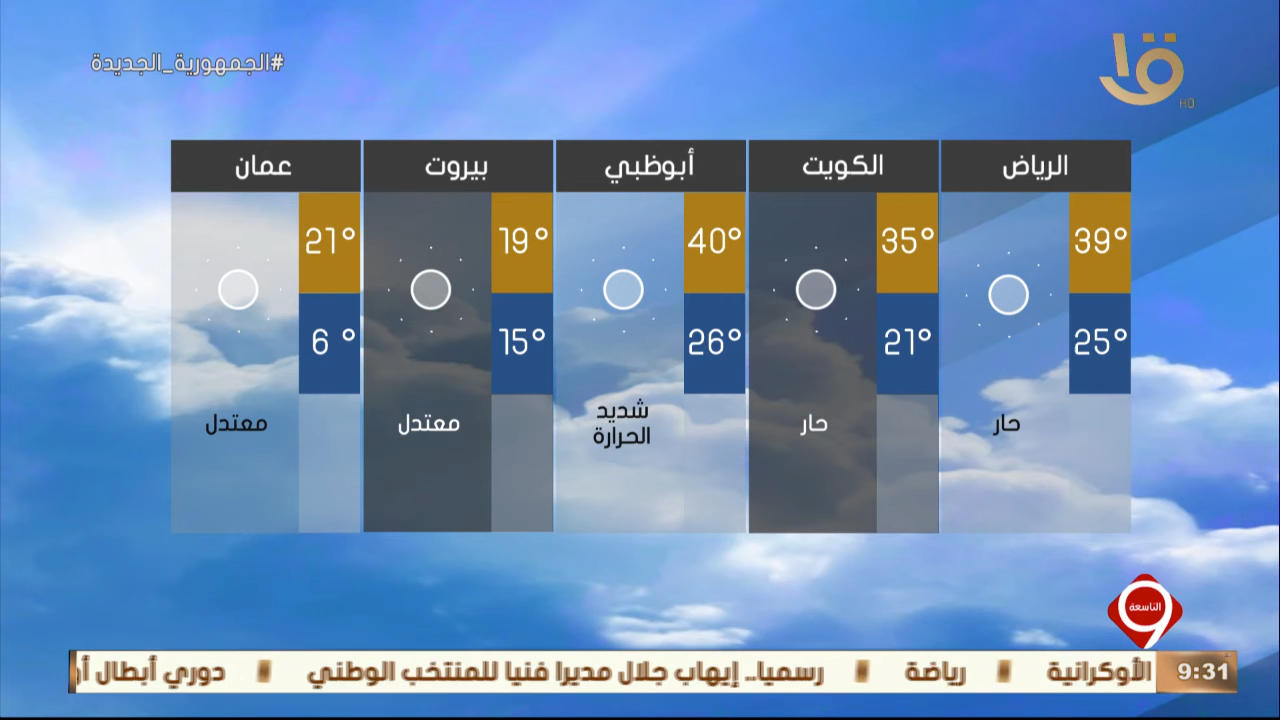 #الجمهورية_الجديدة
HD
الرياض
39°
25°
حار
الكويت
35°
21°
حار
أبوظبي
40°
26°
شديد
الحرارة
بيروت
19°
15°
معتدل
عمان
21°
6 °
معتدل
التاسعة
9
9:31
الأوكرانية
رياضة
رسميا.. إيهاب جلال مديرا فنيا للمنتخب الوطني
دوري أبطال